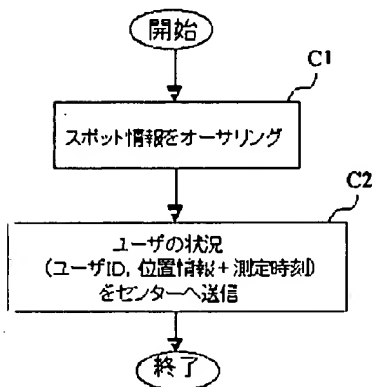 開始
C1
スポット情報をオーサリング
C2
ユーザの状況
(ユーザID, 位置情報+測定時刻)
をセンターへ送信
終了